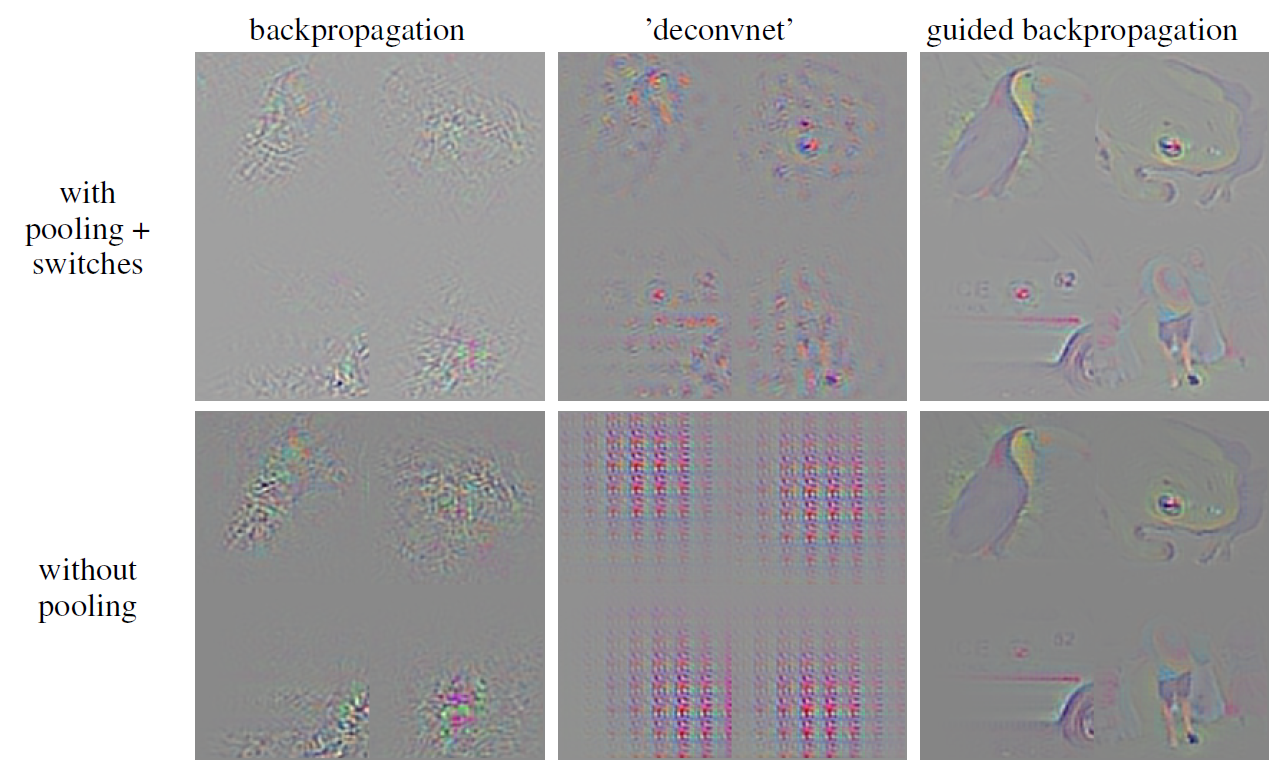 backpropagation
'deconvnet'
guided backpropagation
with
pooling +
switches
without
pooling